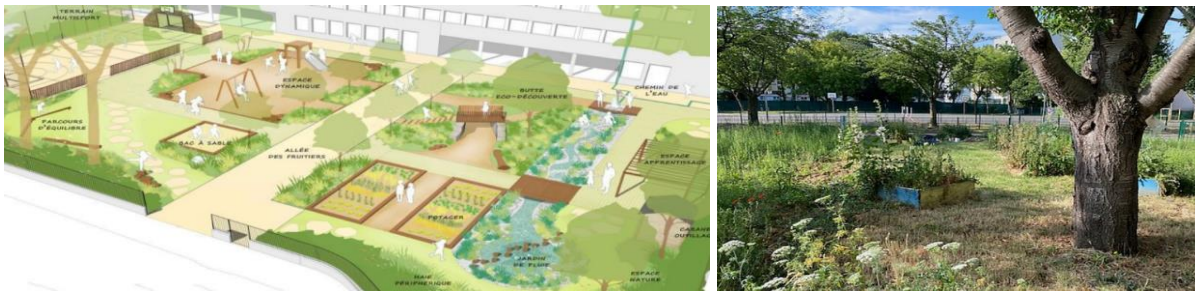 TERRAIN
MULTISPORT
ESPACE
DYNAMIQUE
PARCOURS
D'ÉQUILIBRE
BAC À SABLE
ALLÉE
DES FRUITIERS
BUTTE
ECO-DÉCOUVERTE
CHEMIN DE
L'EAU
ESPACE
APPRENTISSAGE
POTAGER
JARDIN
DE PLUIE
HAIE
PÉRIPHÉRIQUE
ESPACE
NATURE